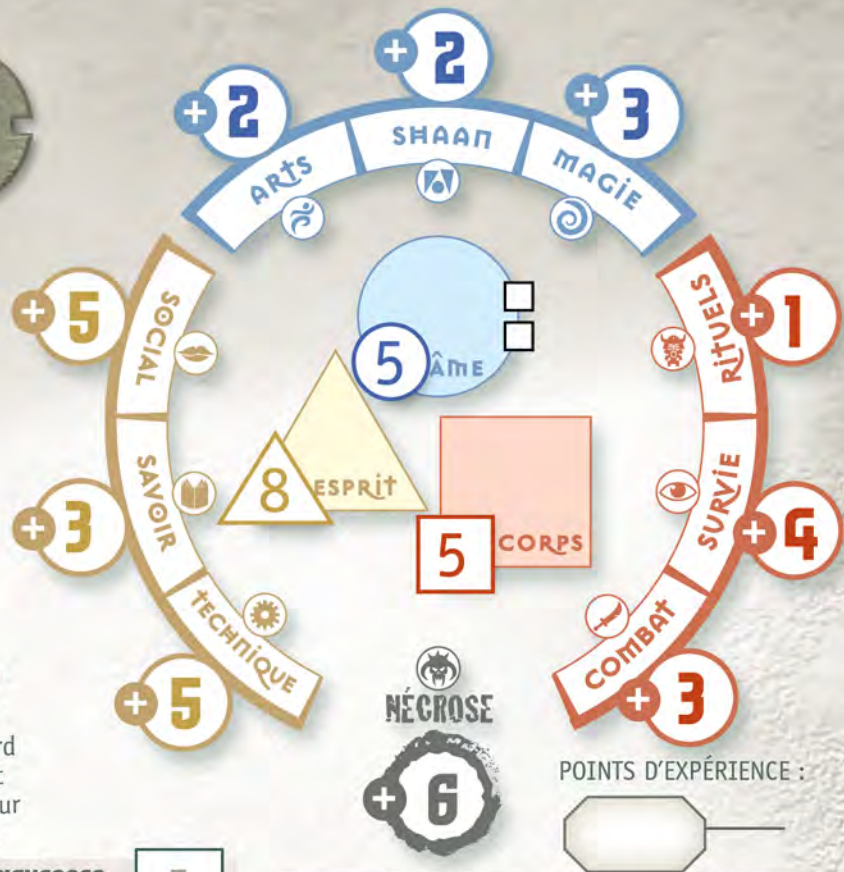 +2
+2
+3
ARTS
SHAAN
MAGIE
+5
SOCIAL
RITUELS
+1
5
ÂME
+3
SAVOIR
8
ESPRIT
SURVIE
+4
5
CORPS
TECHNIQUE
+5
COMBAT
+3
NÉCROSE
+6
POINTS D'EXPÉRIENCE :